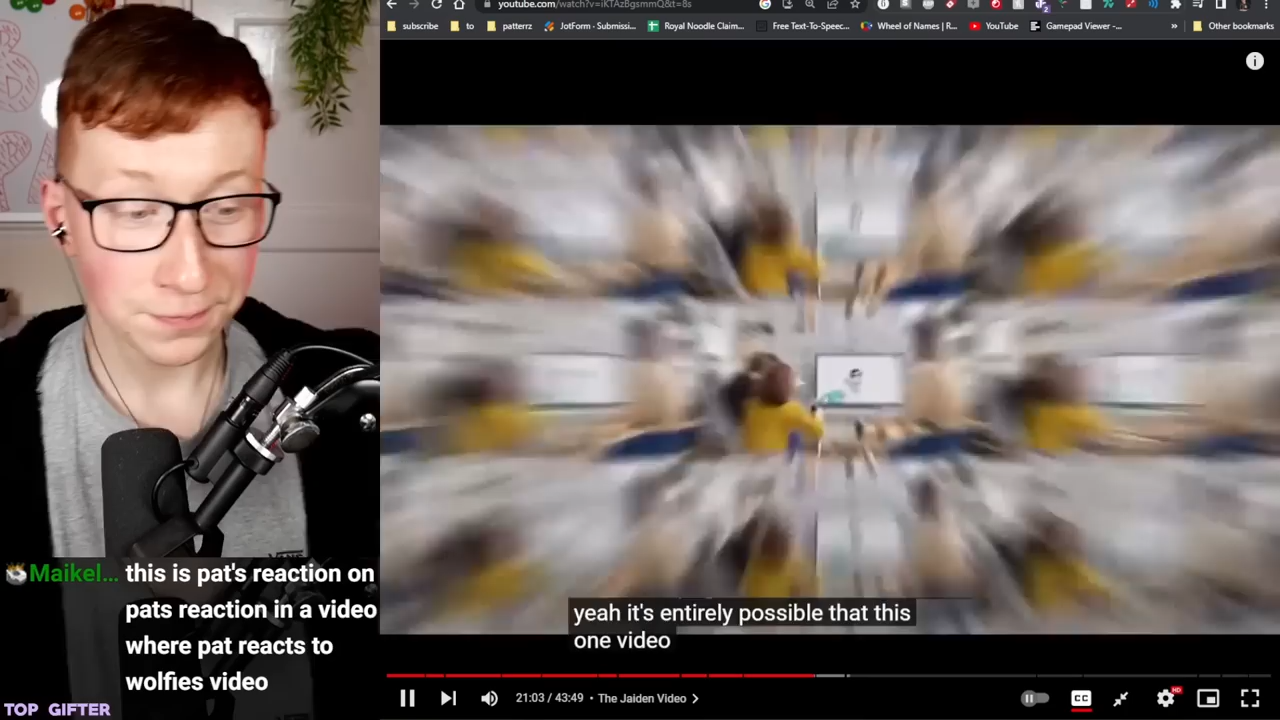 youtube.com/watch?v=iKTAzBgsmmQ&t=8s
subscribe
to
patterrz
JotForm - Submissi...
Royal Noodle Claim...
Free Text-To-Speec...
Wheel of Names | R...
YouTube
Gamepad Viewer -...
»
Other bookmarks
yeah it's entirely possible that this
one video
Maikel... this is pat's reaction on
pats reaction in a video
where pat reacts to
wolfies video
TOP GIFTER
21:03 / 43:49 • The Jaiden Video >
CC
HD